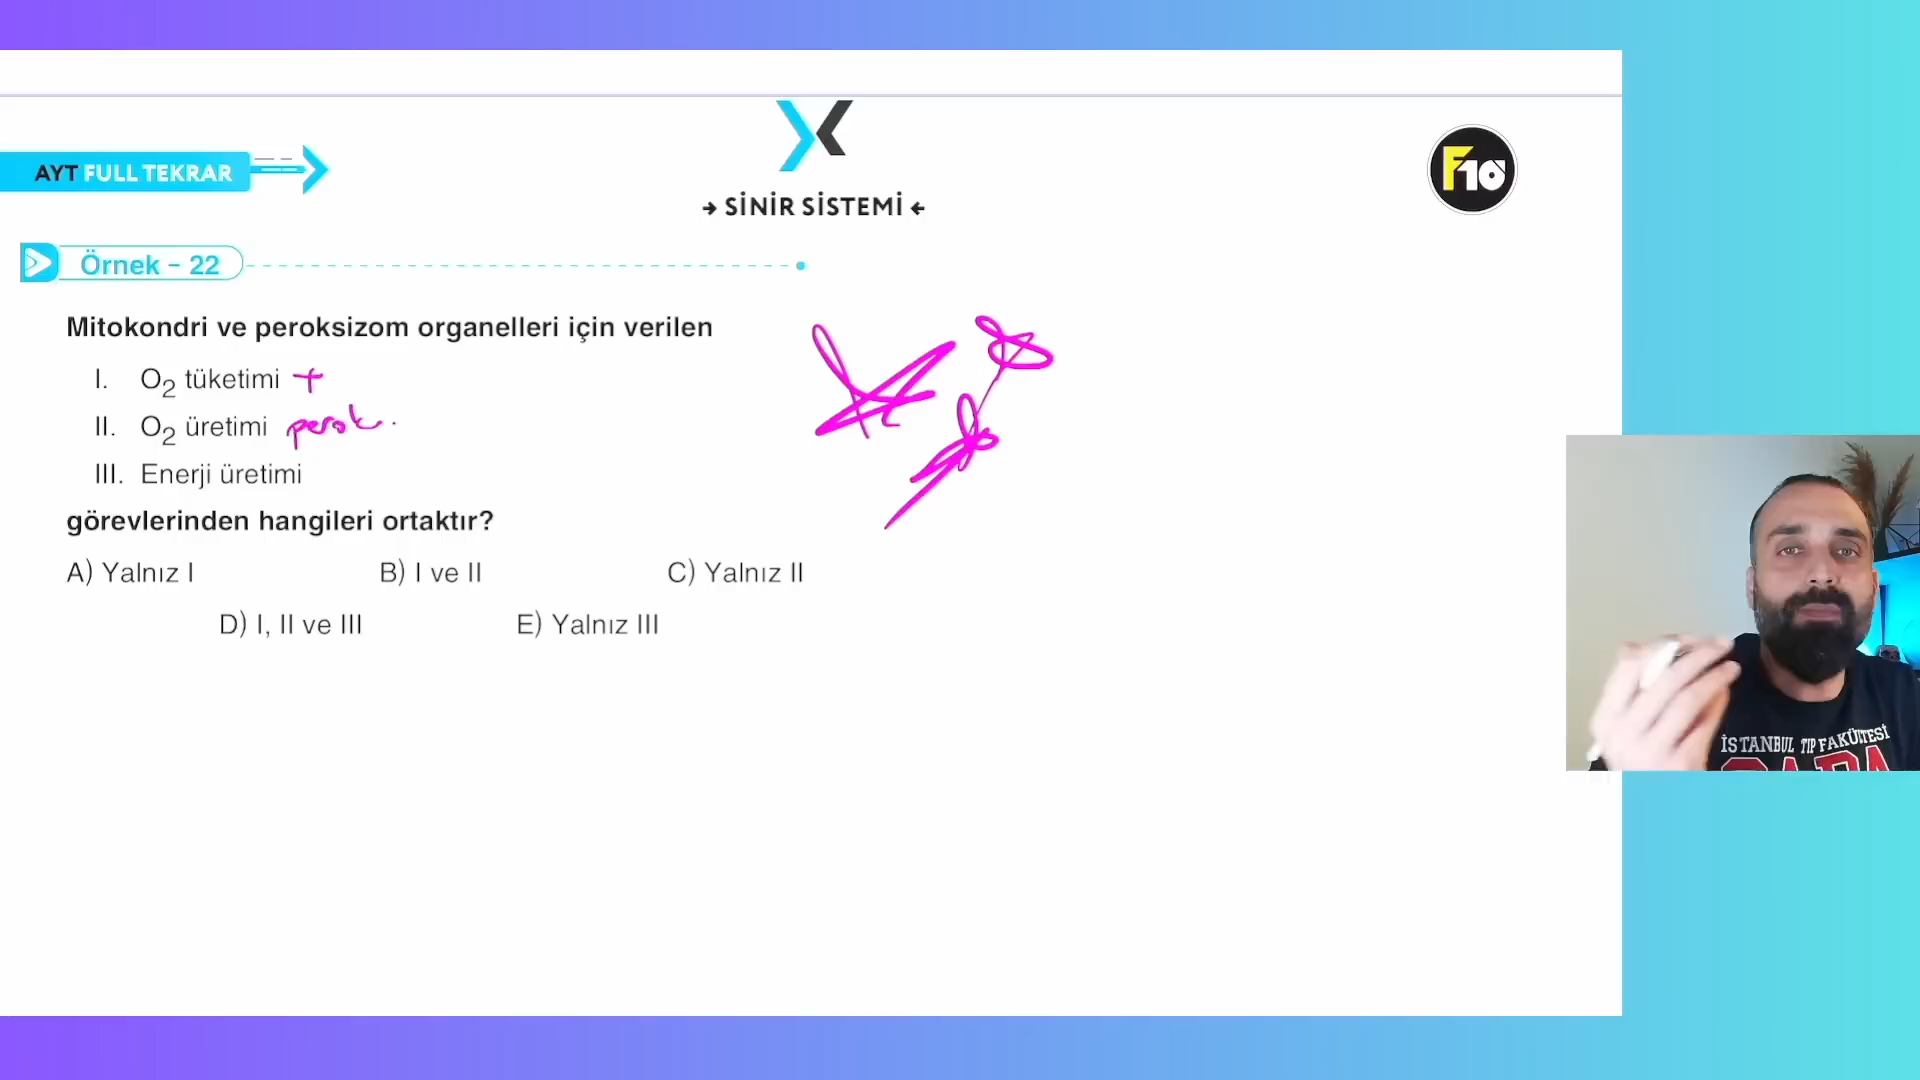 AYT FULL TEKRAR
F10
→ SİNİR SİSTEMİ ←
Örnek - 22
Mitokondri ve peroksizom organelleri için verilen
I. O₂ tüketimi +
II. O₂ üretimi perok.
III. Enerji üretimi
görevlerinden hangileri ortaktır?
A) Yalnız I B) I ve II C) Yalnız II
D) I, II ve III E) Yalnız III
İSTANBUL TIP FAKÜLTESİ